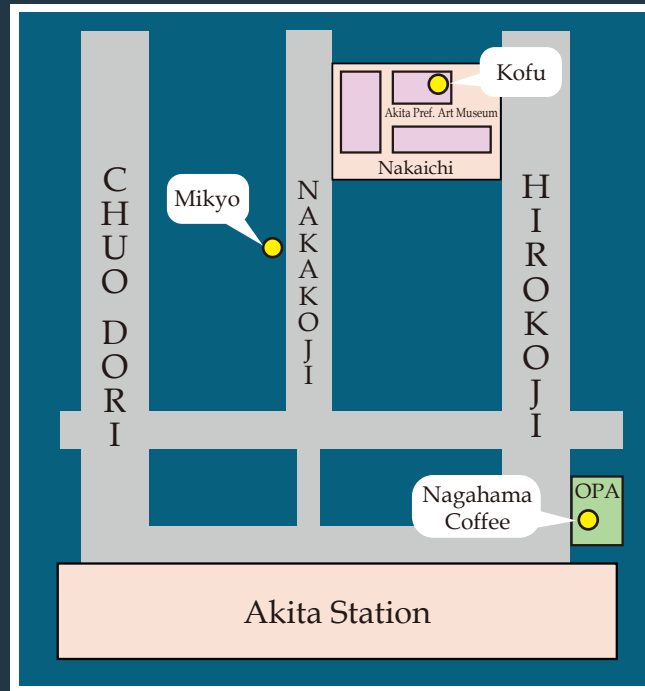 Kofu
Akita Pref. Art Museum
Nakaichi
Mikyo
CHUO DORI
NAKAKOJI
HIROKOJI
OPA
Nagahama
Coffee
Akita Station